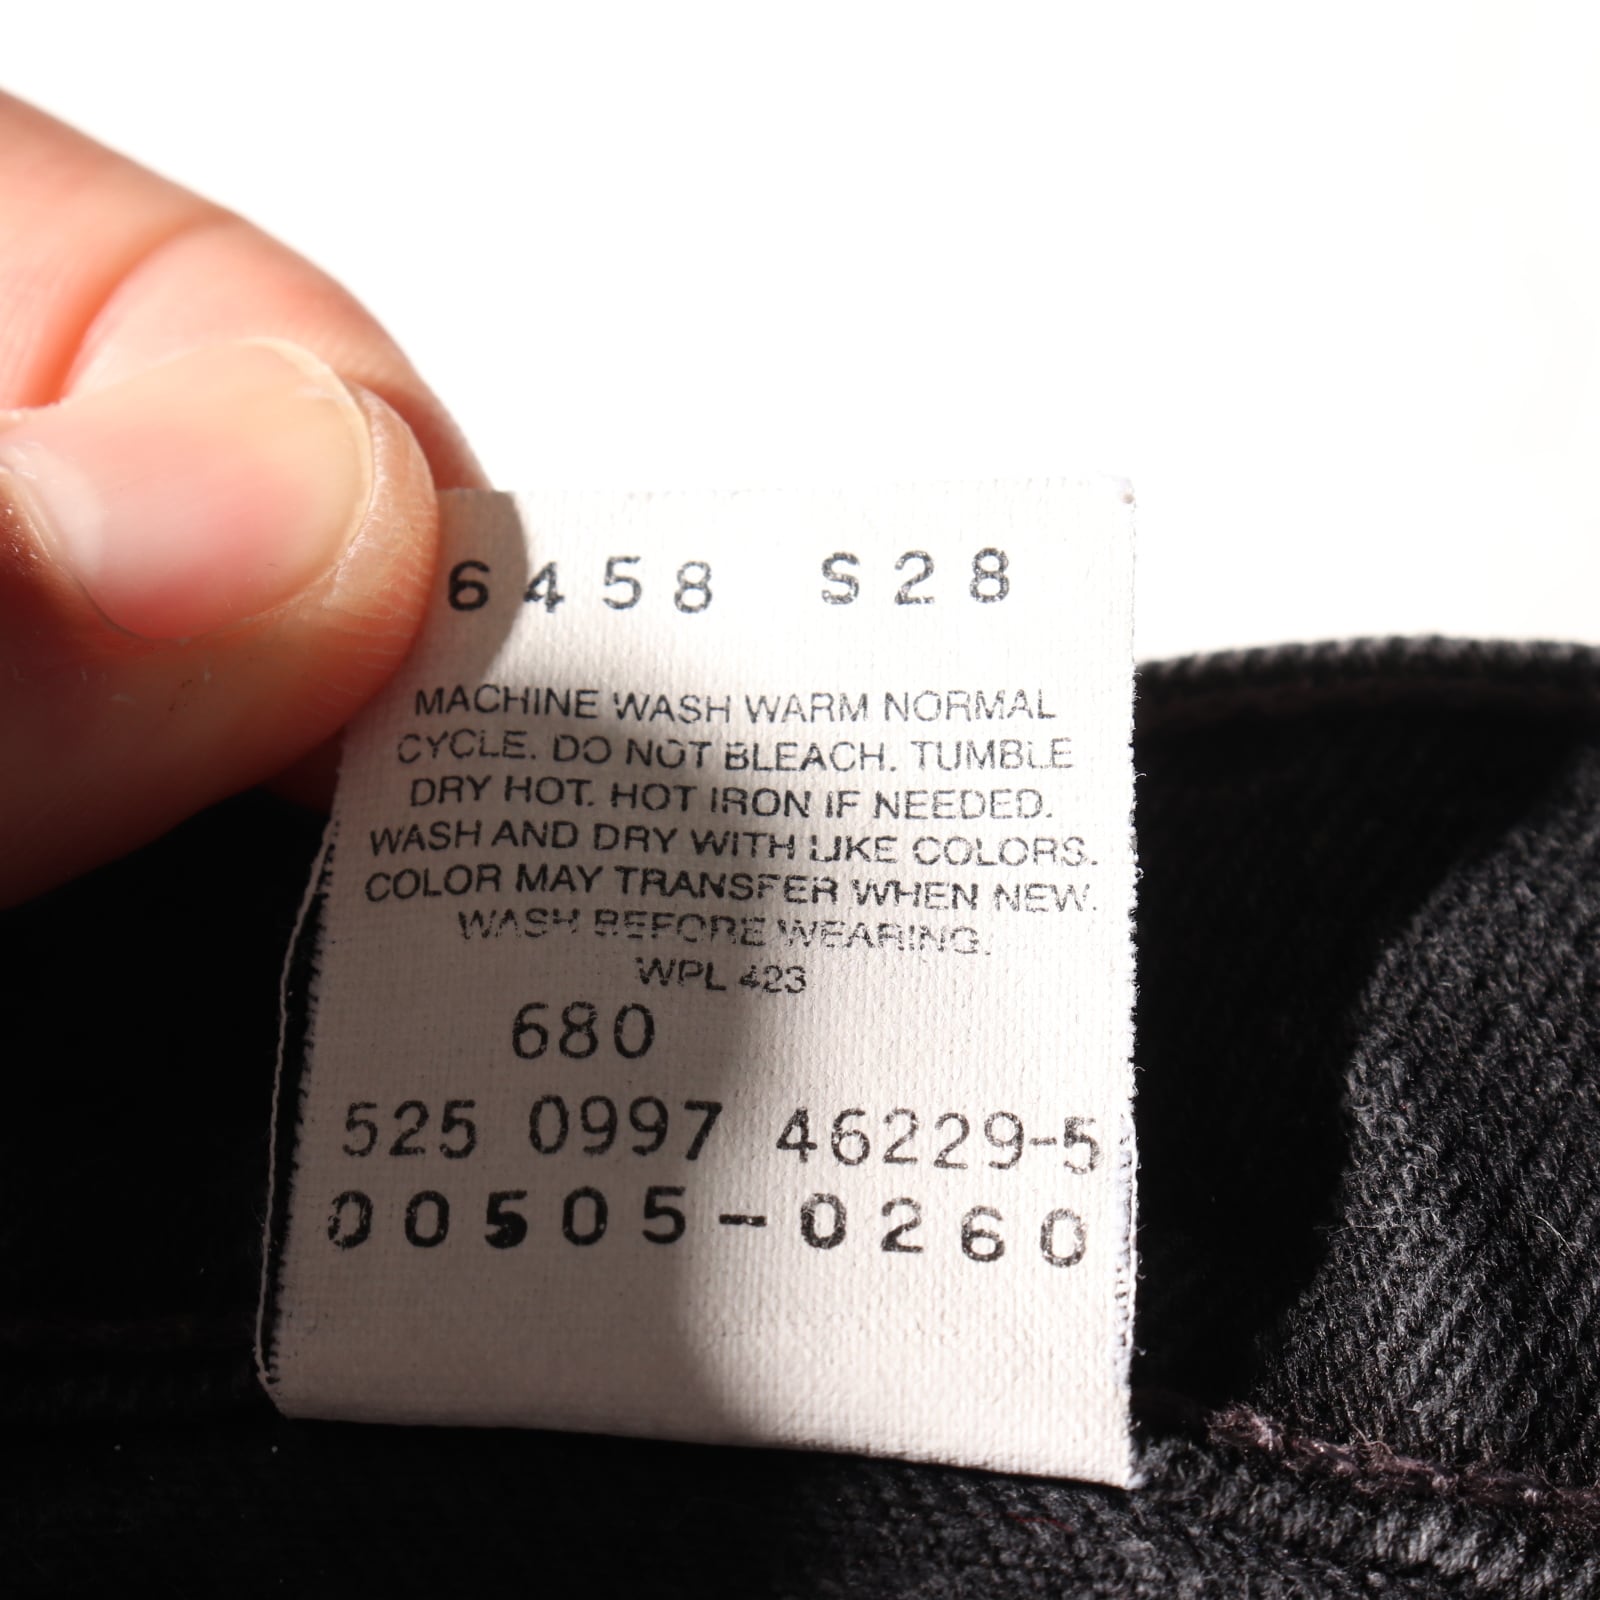 6458 S28
MACHINE WASH WARM NORMAL
CYCLE. DO NOT BLEACH. TUMBLE
DRY HOT. HOT IRON IF NEEDED.
WASH AND DRY WITH LIKE COLORS.
COLOR MAY TRANSFER WHEN NEW.
WASH BEFORE WEARING.
WPL 423
680
525 0997 46229-5
00505-0260